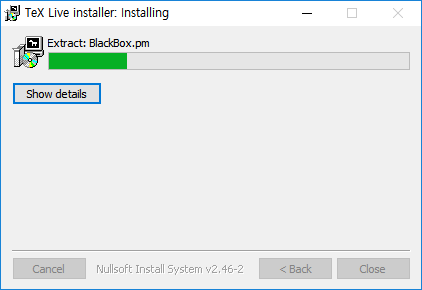 TeX Live installer: Installing
Extract: BlackBox.pm
Show details
Cancel
Nullsoft Install System v2.46-2
< Back
Close